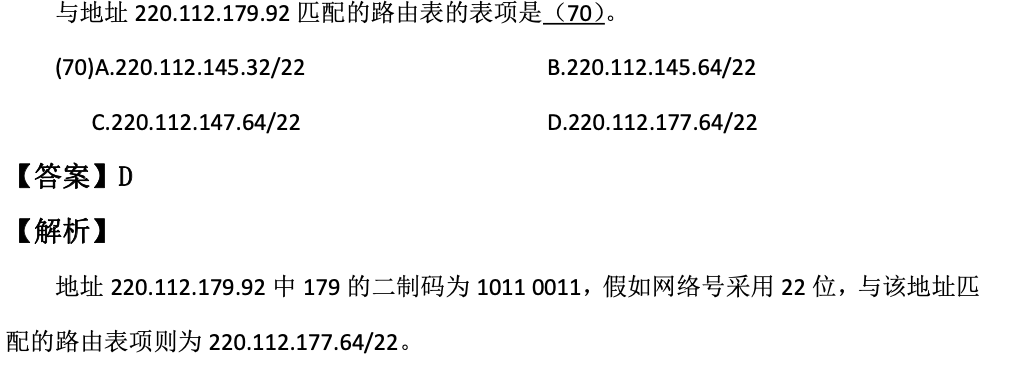 与地址 220.112.179.92 匹配的路由表的表项是（70）。
(70)A.220.112.145.32/22 B.220.112.145.64/22
C.220.112.147.64/22 D.220.112.177.64/22
【答案】D
【解析】
地址 220.112.179.92 中 179 的二制码为 1011 0011，假如网络号采用 22 位，与该地址匹
配的路由表项则为 220.112.177.64/22。